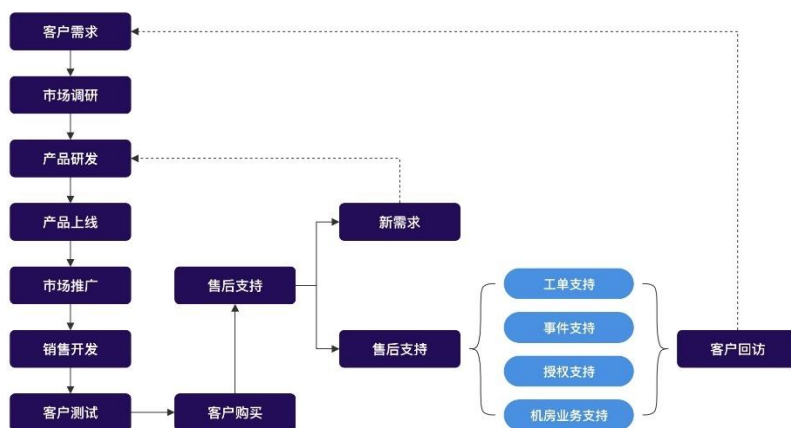 客户需求
市场调研
产品研发
产品上线
市场推广
销售开发
客户测试
客户购买
售后支持
新需求
售后支持
工单支持
事件支持
授权支持
机房业务支持
客户回访